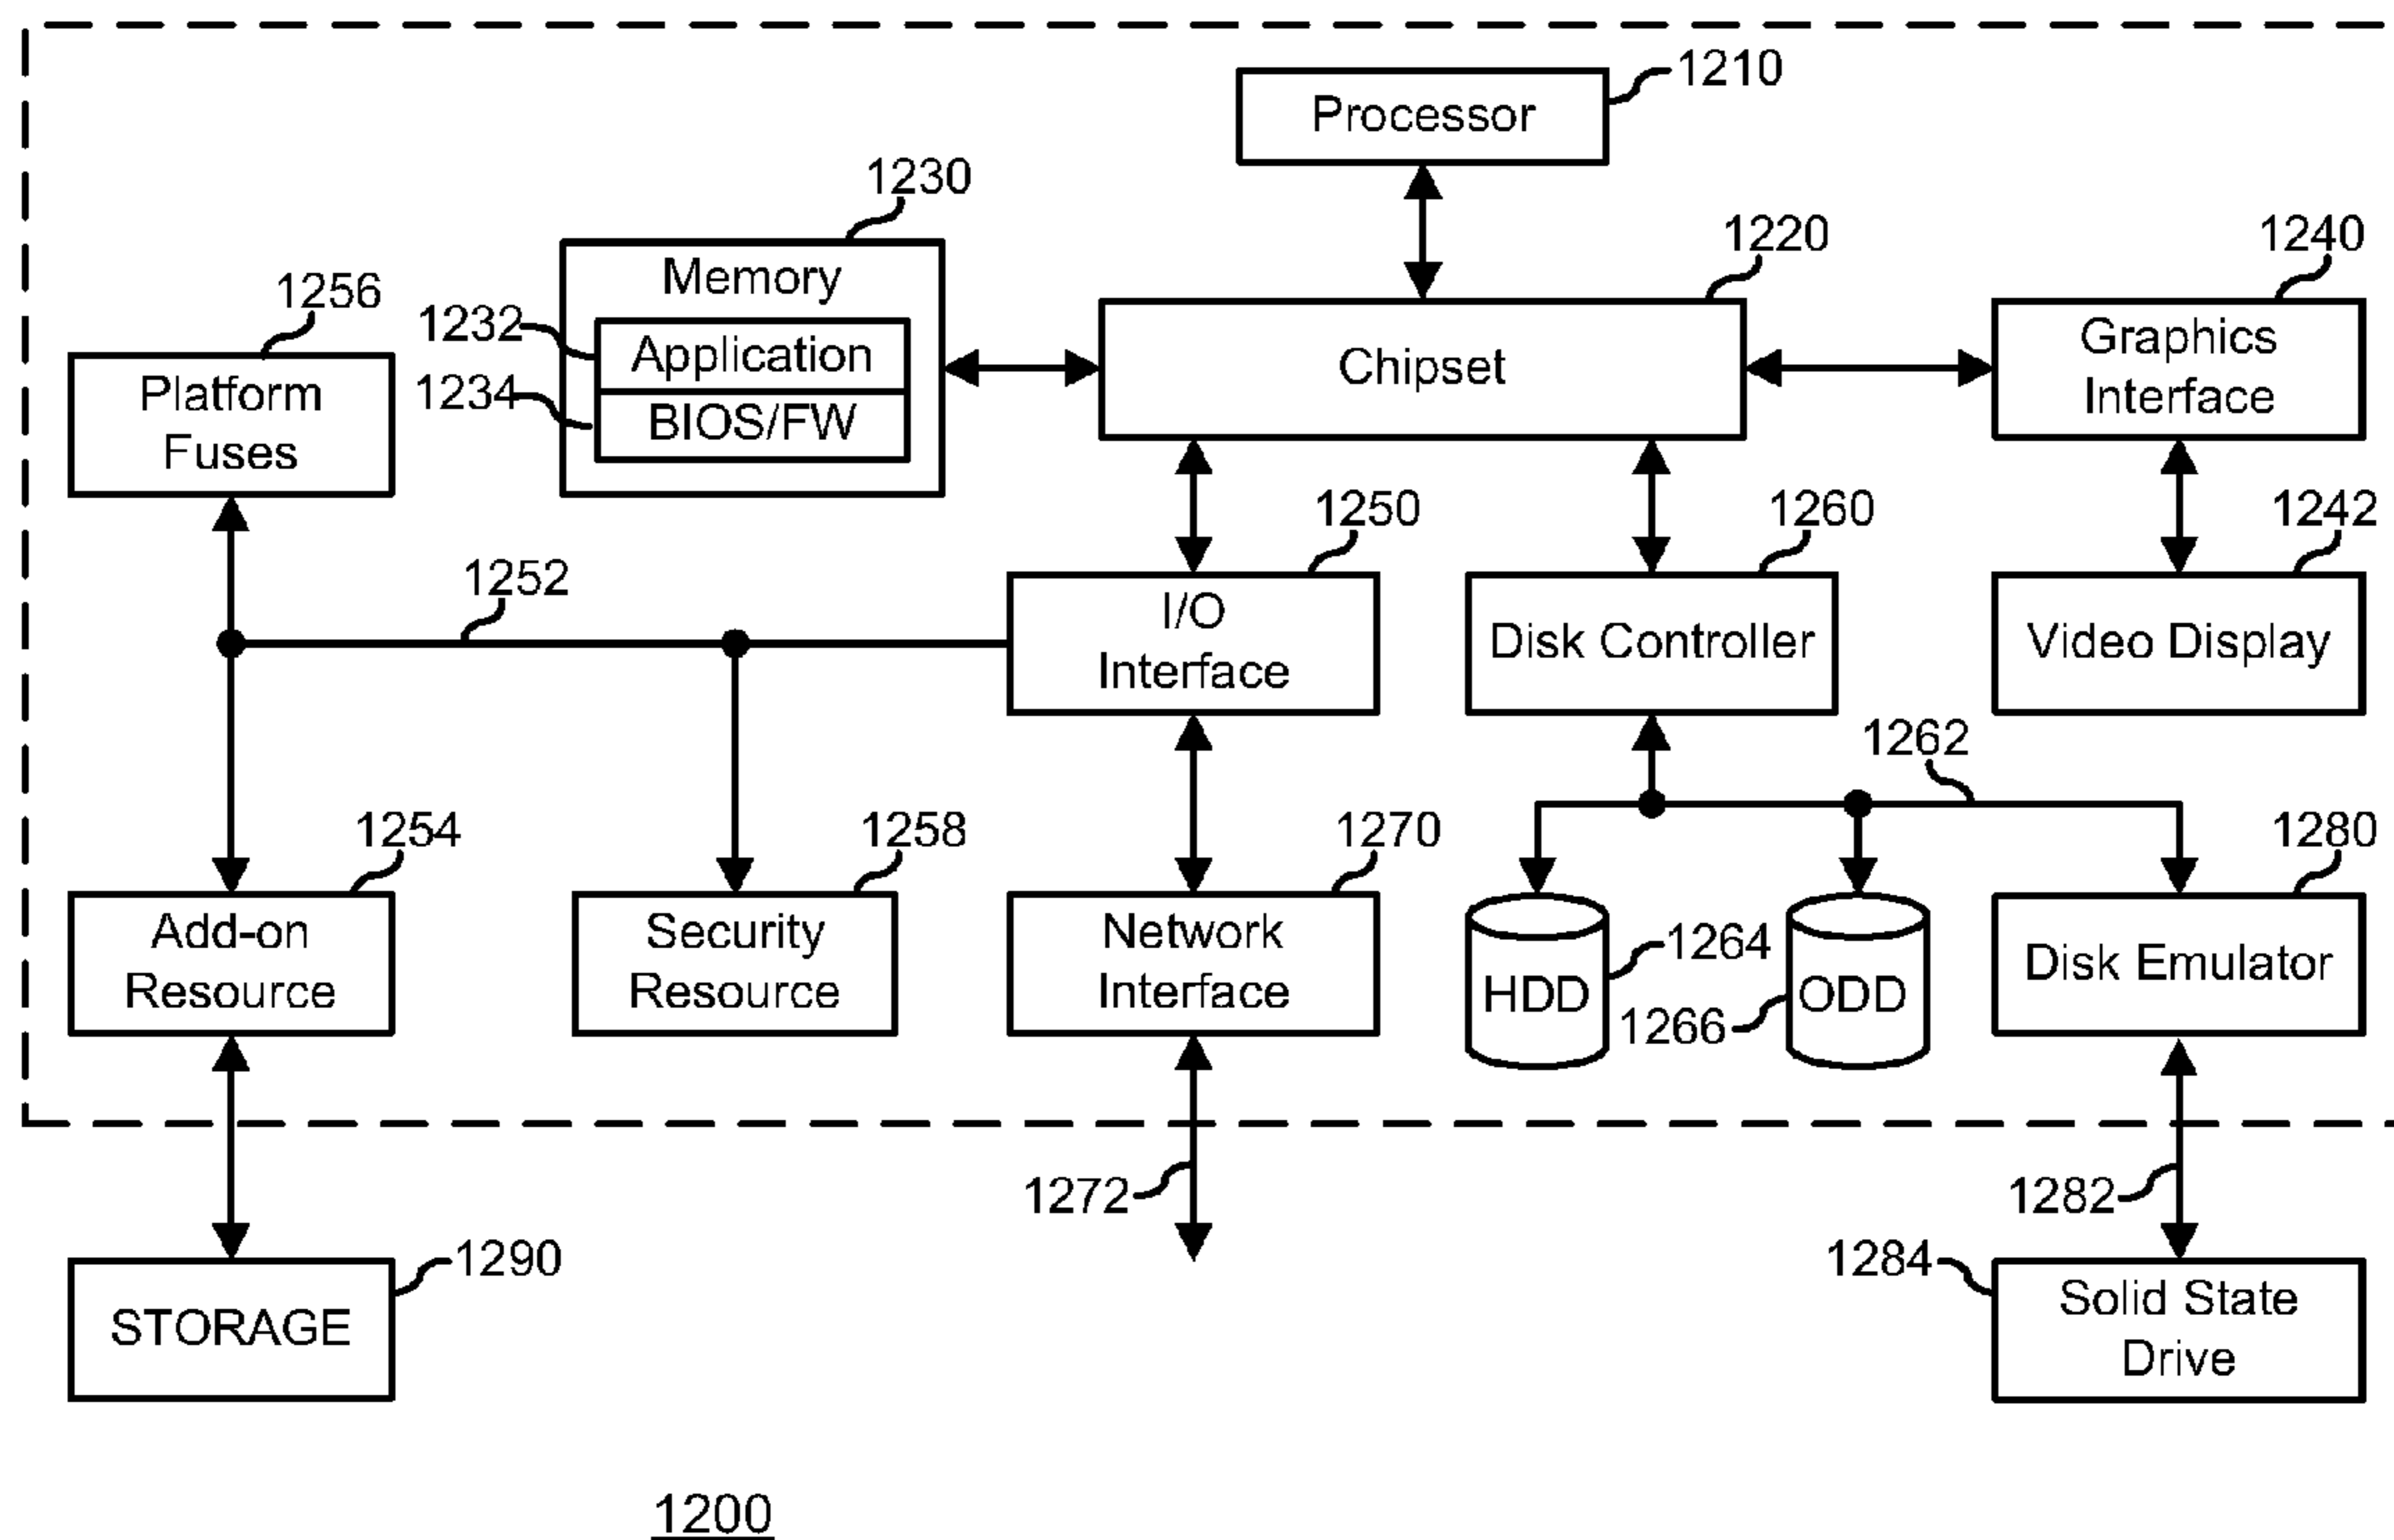 1210
Processor
1230
1220
1240
Memory
1256
1232
Application
Chipset
Graphics
Interface
1234
BIOS/FW
Platform
Fuses
1250
1260
1242
1252
I/O
Interface
Disk Controller
Video Display
1262
1254
1258
1270
1280
Add-on
Resource
Security
Resource
Network
Interface
HDD
1264
1266
ODD
Disk Emulator
1272
1282
1290
STORAGE
1284
Solid State
Drive
1200